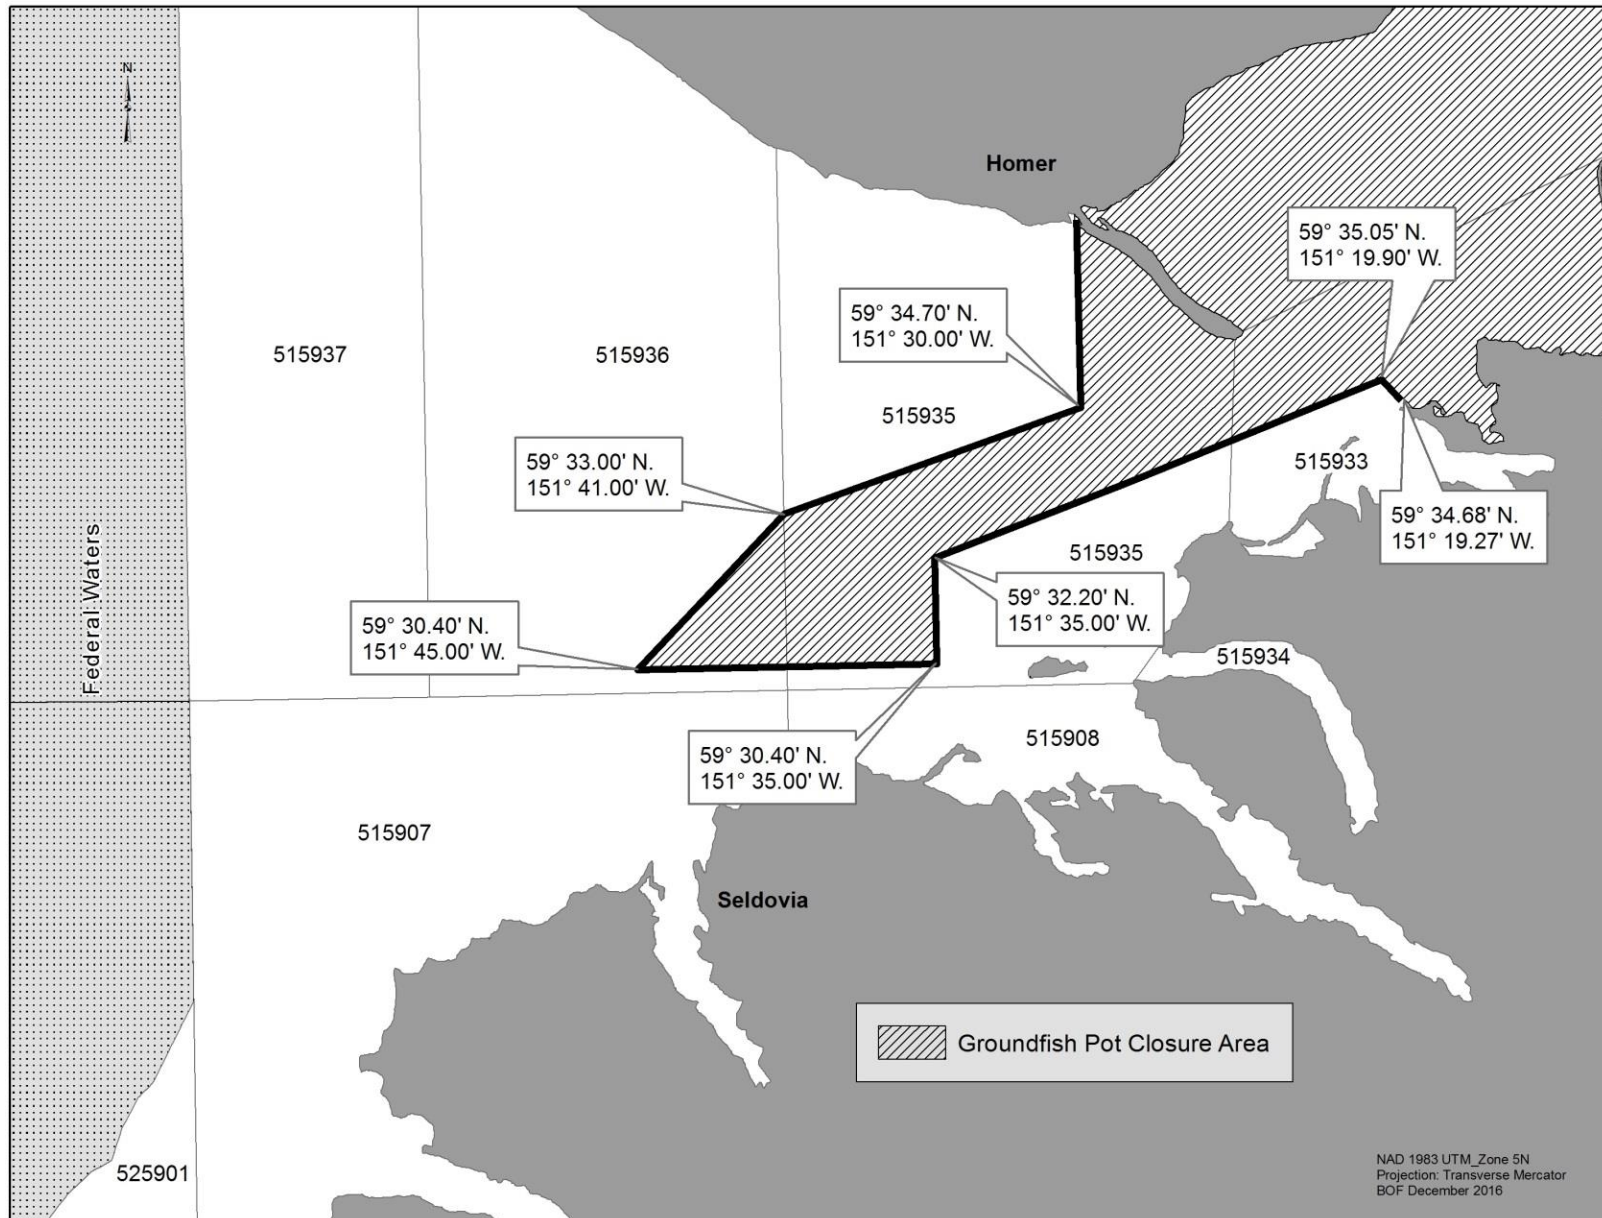 N
Homer
59° 35.05' N.
151° 19.90' W.
59° 34.70' N.
151° 30.00' W.
515937
515936
515935
59° 33.00' N.
151° 41.00' W.
515933
59° 34.68' N.
151° 19.27' W.
Federal Waters
515935
59° 32.20' N.
151° 35.00' W.
59° 30.40' N.
151° 45.00' W.
515934
59° 30.40' N.
151° 35.00' W.
515908
515907
Seldovia
Groundfish Pot Closure Area
525901
NAD 1983 UTM_Zone 5N
Projection: Transverse Mercator
BOF December 2016